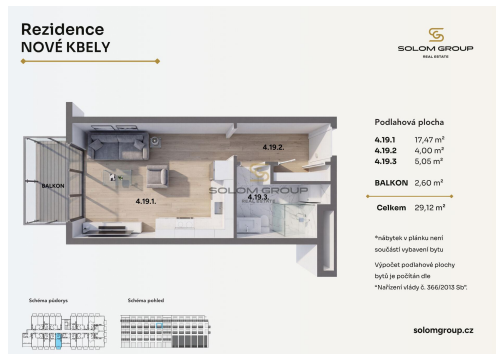 Rezidence
NOVÉ KBELY
SOLOM GROUP
REAL ESTATE
Podlahová plocha
4.19.1 17,47 m²
4.19.2 4,00 m²
4.19.3 5,05 m²
BALKON 2,60 m²
Celkem 29,12 m²
*nábytek v plánku není
součástí vybavení bytu
Výpočet podlahové plochy
bytů je počítán dle
"Nařízení vlády č. 366/2013 Sb".
4.19.2.
BALKON
SOLOM GROUP
REAL ESTATE
4.19.3.
4.19.1.
Schéma půdorys
Schéma pohled
solomgroup.cz